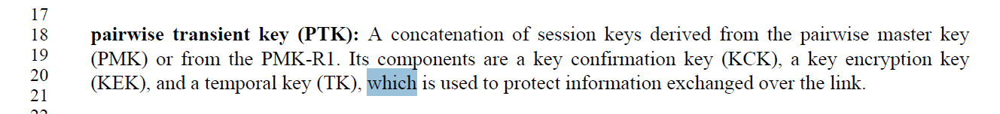 17
18 pairwise transient key (PTK): A concatenation of session keys derived from the pairwise master key
19 (PMK) or from the PMK-R1. Its components are a key confirmation key (KCK), a key encryption key
20 (KEK), and a temporal key (TK), which is used to protect information exchanged over the link.
21